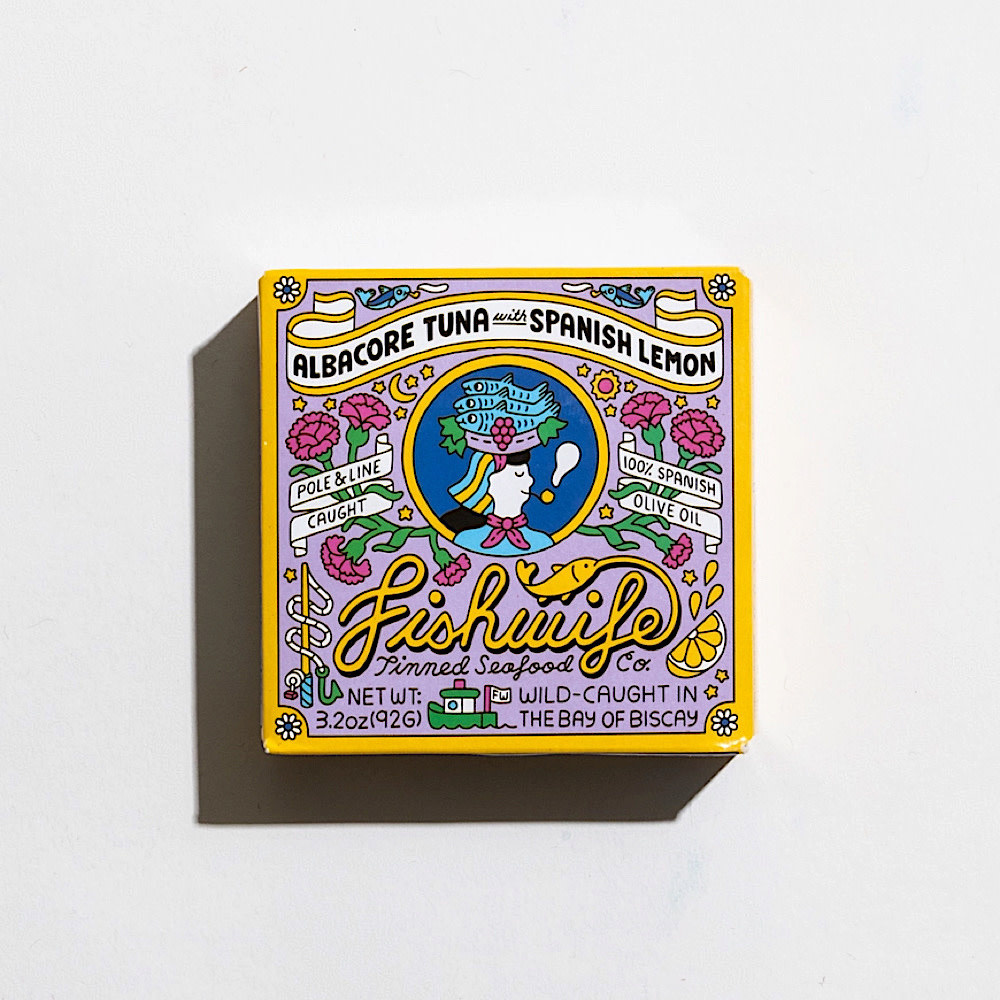 ALBACORE TUNA with SPANISH LEMON
POLE & LINE
CAUGHT
100% SPANISH
OLIVE OIL
Fishwife
Tinned Seafood Co.
NET WT:
3.2oz(92G)
FW
WILD-CAUGHT IN
THE BAY OF BISCAY